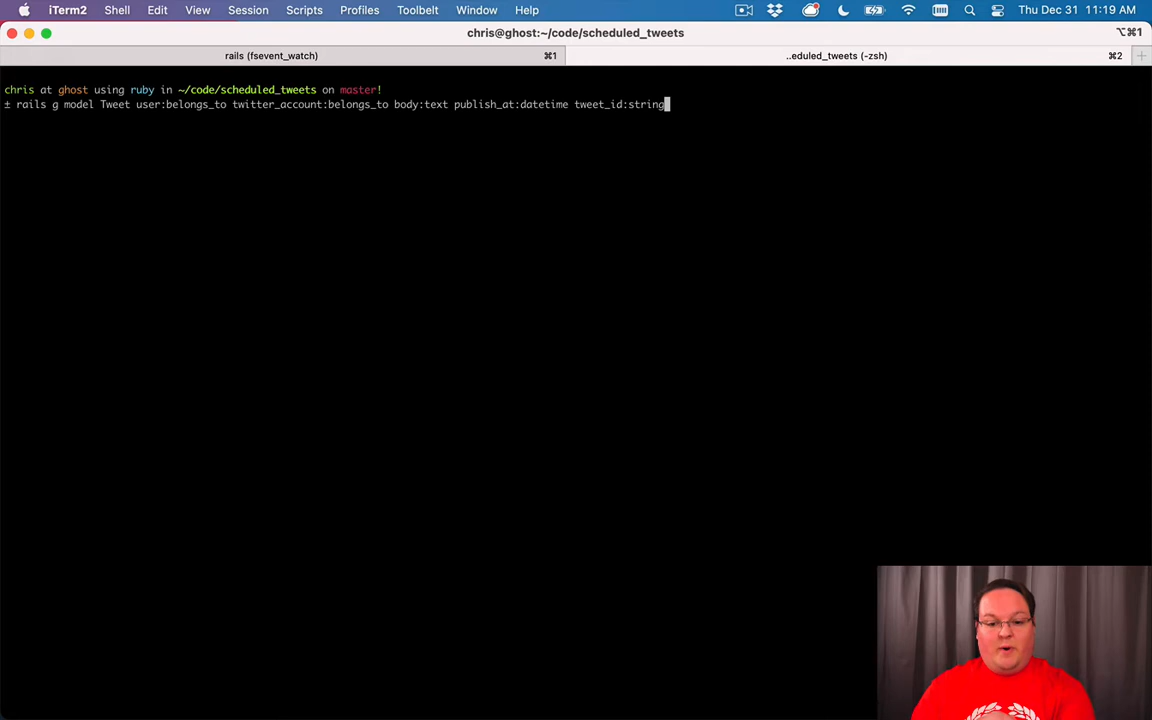 iTerm2 Shell Edit View Session Scripts Profiles Toolbelt Window Help Thu Dec 31 11:19 AM
chris@ghost:~/code/scheduled_tweets ⌥⌘1
rails (fsevent_watch) ⌘1 ..eduled_tweets (-zsh) ⌘2
chris at ghost using ruby in ~/code/scheduled_tweets on master!
± rails g model Tweet user:belongs_to twitter_account:belongs_to body:text publish_at:datetime tweet_id:string